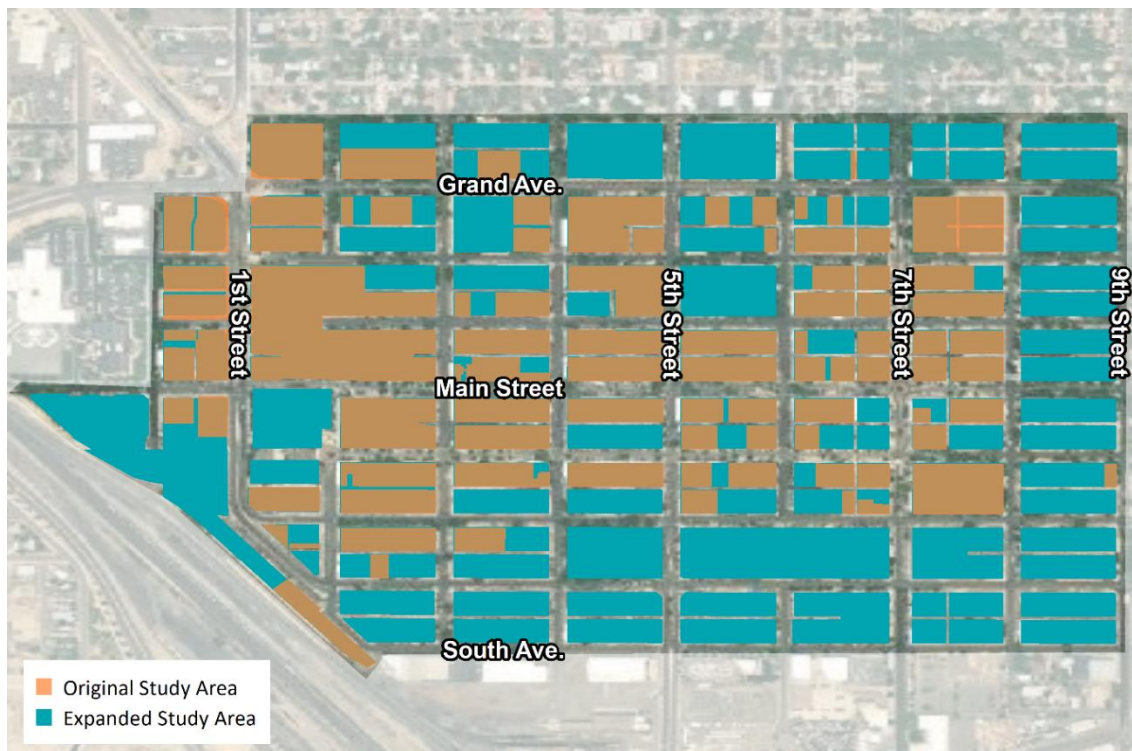 Grand Ave.
1st Street
5th Street
7th Street
9th Street
Main Street
South Ave.
Original Study Area
Expanded Study Area